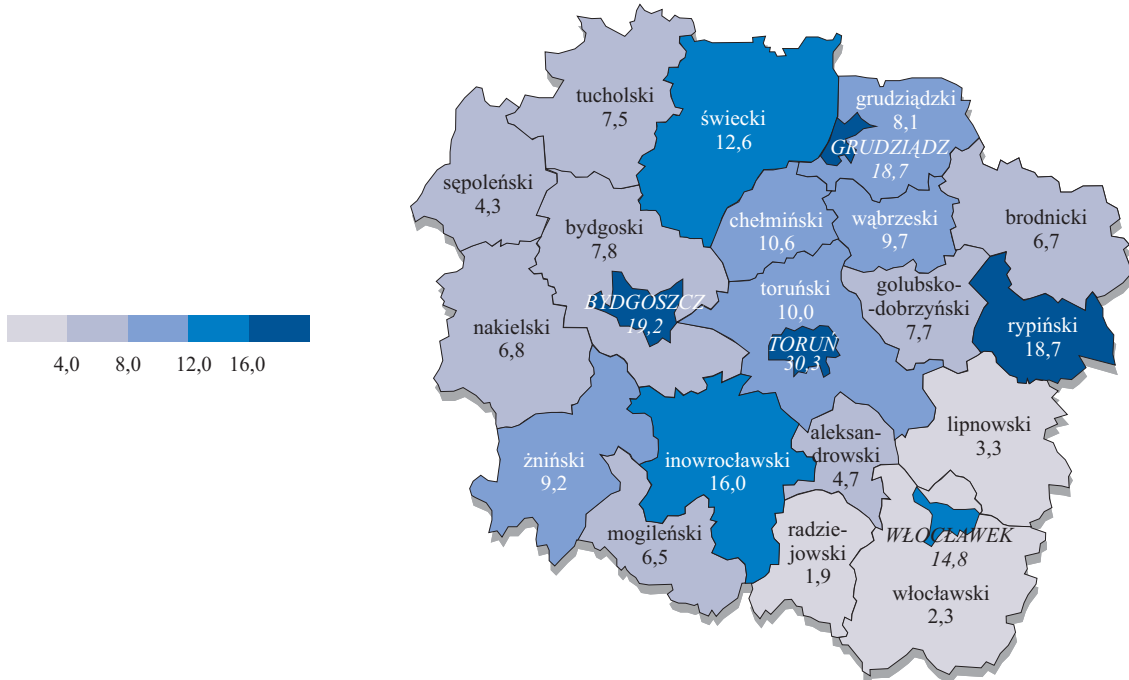 tucholski
7,5
świecki
12,6
grudziądzki
8,1
GRUDZIĄDZ
18,7
sępoleński
4,3
bydgoski
7,8
chełmiński
10,6
wąbrzeski
9,7
brodnicki
6,7
nakielski
6,8
BYDGOSZCZ
19,2
toruński
10,0
TORUŃ
30,3
golubsko-
-dobrzyński
7,7
rypiński
18,7
4,0 8,0 12,0 16,0
żniński
9,2
inowrocławski
16,0
aleksan-
drowski
4,7
lipnowski
3,3
mogileński
6,5
radzie-
jowski
1,9
WŁOCŁAWEK
14,8
włocławski
2,3